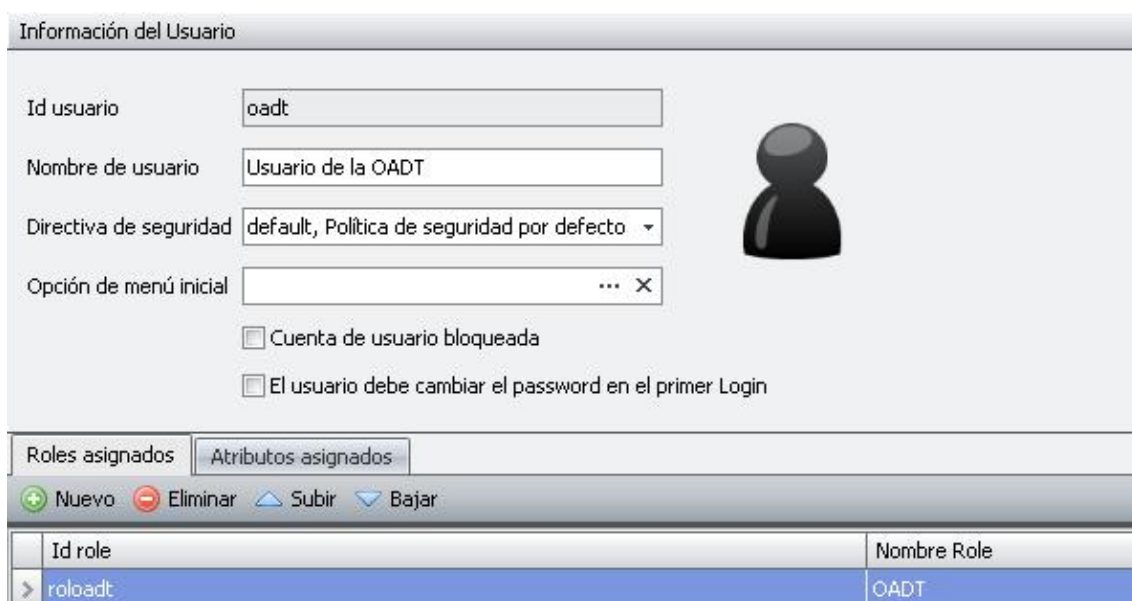 Información del Usuario
Id usuario oadt
Nombre de usuario Usuario de la OADT
Directiva de seguridad default, Política de seguridad por defecto
Opción de menú inicial
Cuenta de usuario bloqueada
El usuario debe cambiar el password en el primer Login
Roles asignados Atributos asignados
Nuevo Eliminar Subir Bajar
Id role Nombre Role
roloadt OADT